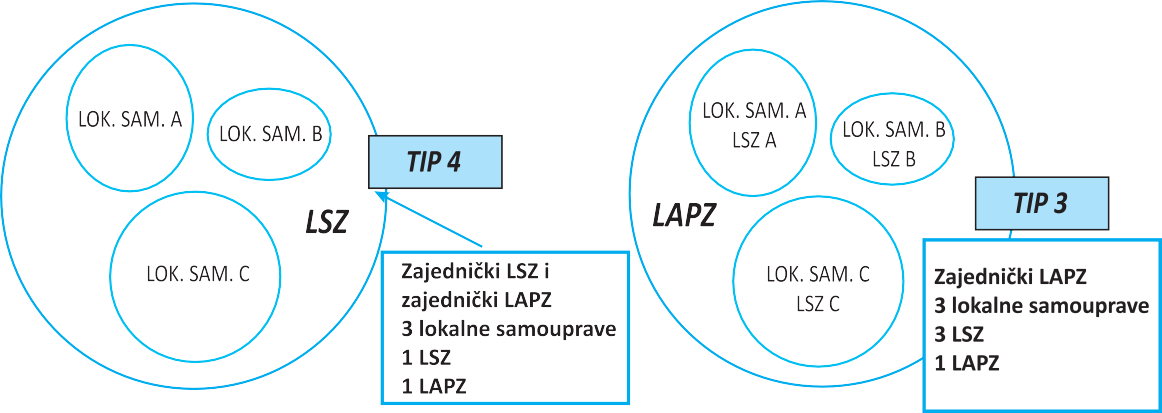 LOK. SAM. A
LOK. SAM. B
TIP 4
LSZ
LOK. SAM. C
Zajednički LSZ i
zajednički LAPZ
3 lokalne samouprave
1 LSZ
1 LAPZ
LOK. SAM. A
LSZ A
LOK. SAM. B
LSZ B
TIP 3
LAPZ
LOK. SAM. C
LSZ C
Zajednički LAPZ
3 lokalne samouprave
3 LSZ
1 LAPZ